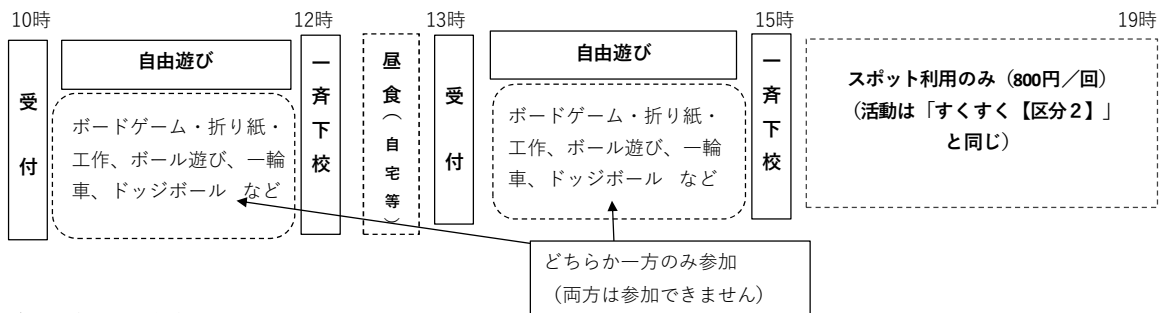 10時
12時
13時
15時
19時
受付
自由遊び
ボードゲーム・折り紙・
工作、ボール遊び、一輪
車、ドッジボール など
一斉下校
昼食(自宅等)
受付
自由遊び
ボードゲーム・折り紙・
工作、ボール遊び、一輪
車、ドッジボール など
一斉下校
スポット利用のみ(800円/回)
(活動は「すくすく【区分2】」
と同じ)
どちらか一方のみ参加
(両方は参加できません)